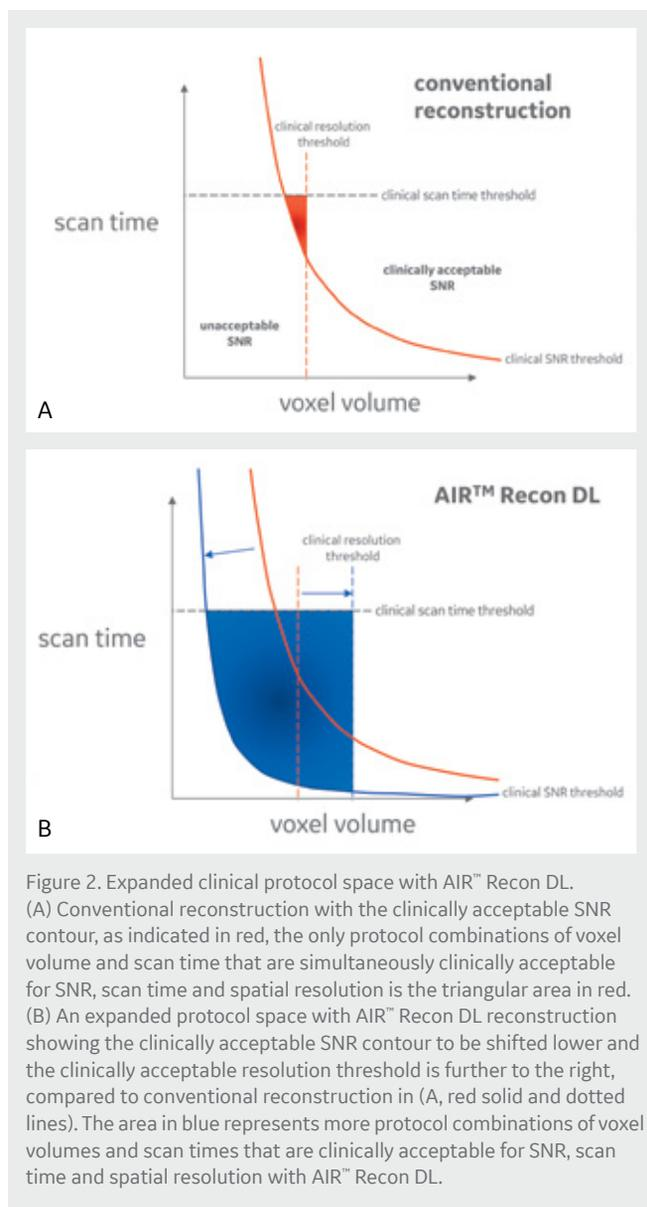 conventional
reconstruction
clinical resolution
threshold
clinical scan time threshold
scan time
clinically acceptable
SNR
unacceptable
SNR
clinical SNR threshold
voxel volume
A
AIR™ Recon DL
clinical resolution
threshold
clinical scan time threshold
scan time
clinical SNR threshold
voxel volume
B
Figure 2. Expanded clinical protocol space with AIR™ Recon DL.
(A) Conventional reconstruction with the clinically acceptable SNR
contour, as indicated in red, the only protocol combinations of voxel
volume and scan time that are simultaneously clinically acceptable
for SNR, scan time and spatial resolution is the triangular area in red.
(B) An expanded protocol space with AIR™ Recon DL reconstruction
showing the clinically acceptable SNR contour to be shifted lower and
the clinically acceptable resolution threshold is further to the right,
compared to conventional reconstruction in (A, red solid and dotted
lines). The area in blue represents more protocol combinations of voxel
volumes and scan times that are clinically acceptable for SNR, scan
time and spatial resolution with AIR™ Recon DL.